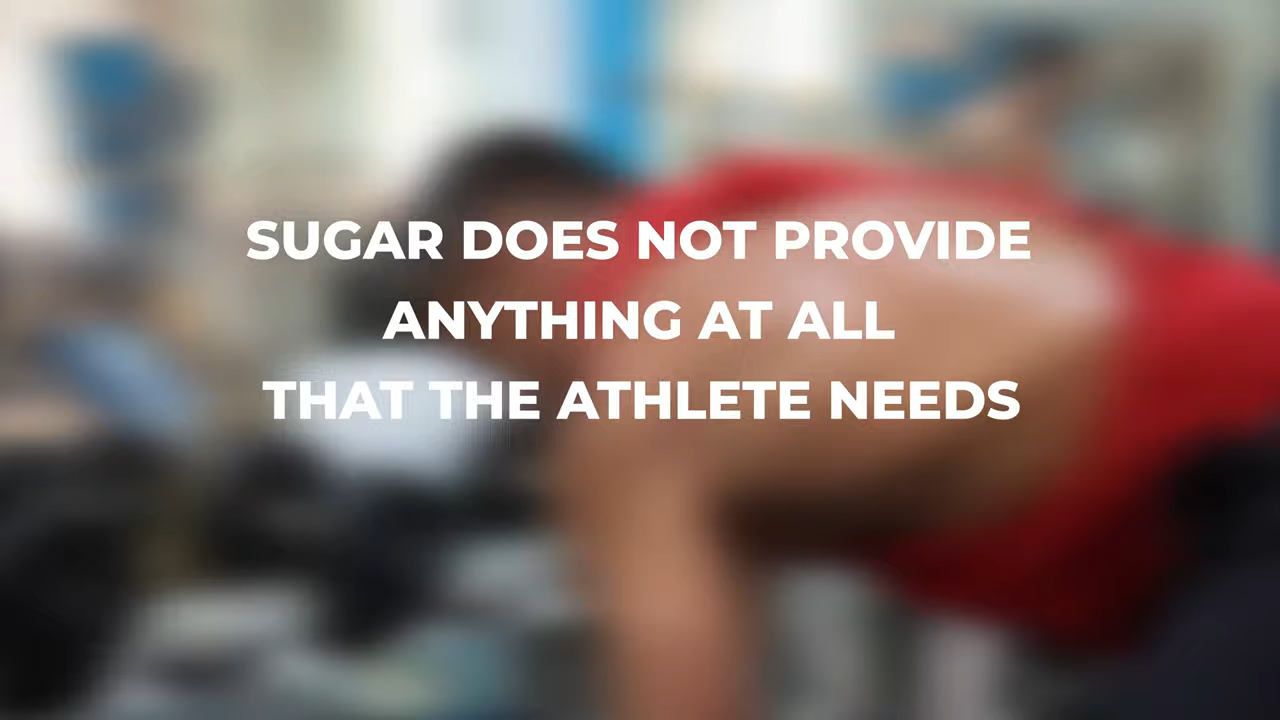 SUGAR DOES NOT PROVIDE
ANYTHING AT ALL
THAT THE ATHLETE NEEDS